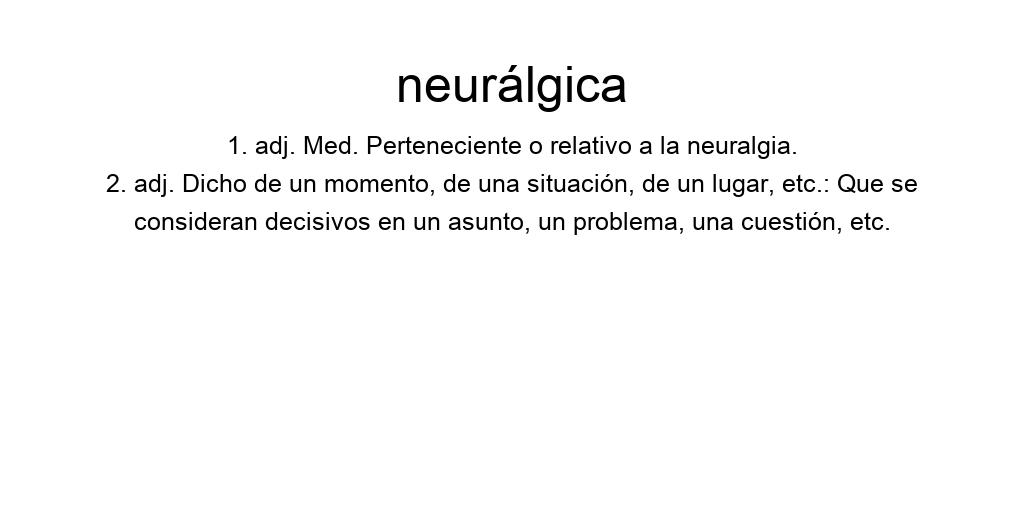 neurálgica
1. adj. Med. Perteneciente o relativo a la neuralgia.
2. adj. Dicho de un momento, de una situación, de un lugar, etc.: Que se
consideran decisivos en un asunto, un problema, una cuestión, etc.